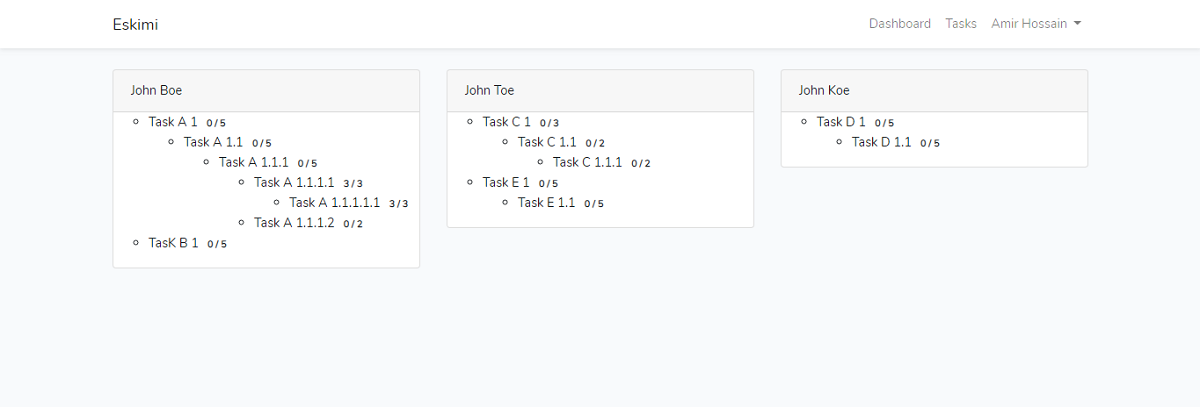 Eskimi
Dashboard Tasks Amir Hossain
John Boe
Task A 1 0/5
Task A 1.1 0/5
Task A 1.1.1 0/5
Task A 1.1.1.1 3/3
Task A 1.1.1.1.1 3/3
Task A 1.1.1.2 0/2
TasK B 1 0/5
John Toe
Task C 1 0/3
Task C 1.1 0/2
Task C 1.1.1 0/2
Task E 1 0/5
Task E 1.1 0/5
John Koe
Task D 1 0/5
Task D 1.1 0/5